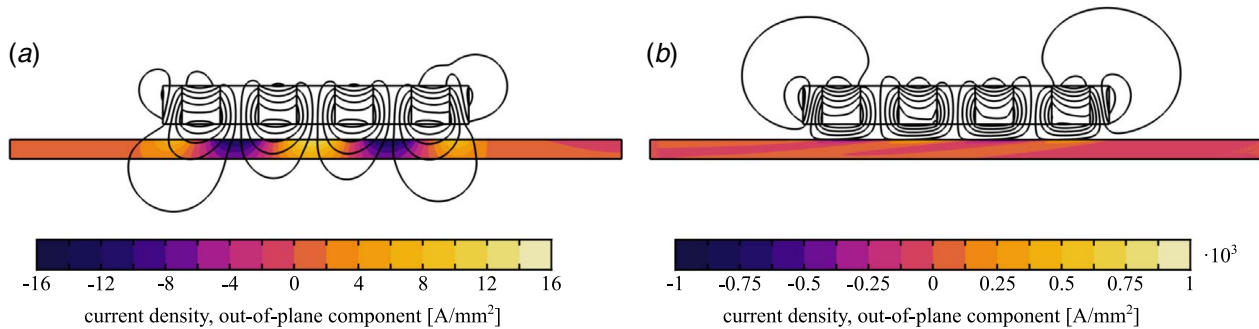 (a)
-16 -12 -8 -4 0 4 8 12 16
current density, out-of-plane component [A/mm²]
(b)
·10³
-1 -0.75 -0.5 -0.25 0 0.25 0.5 0.75 1
current density, out-of-plane component [A/mm²]